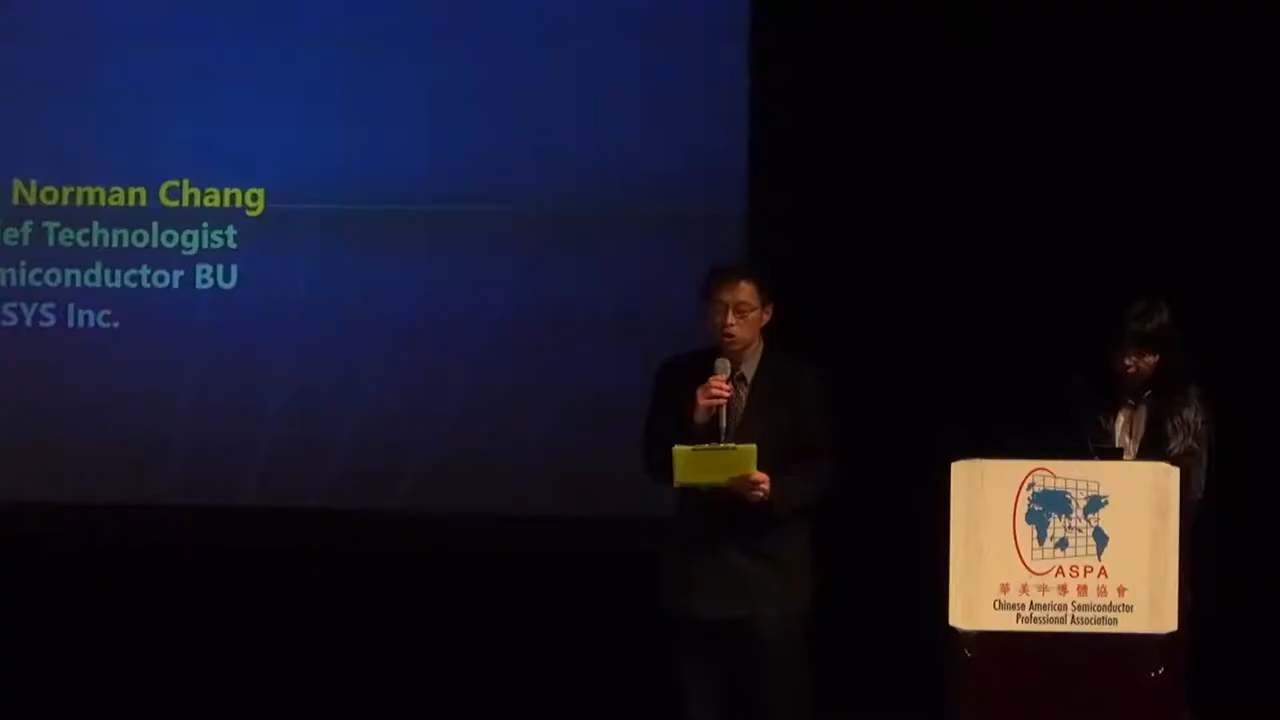 Norman Chang
ief Technologist
miconductor BU
SYS Inc.
CASPA
華美半導體協會
Chinese American Semiconductor
Professional Association